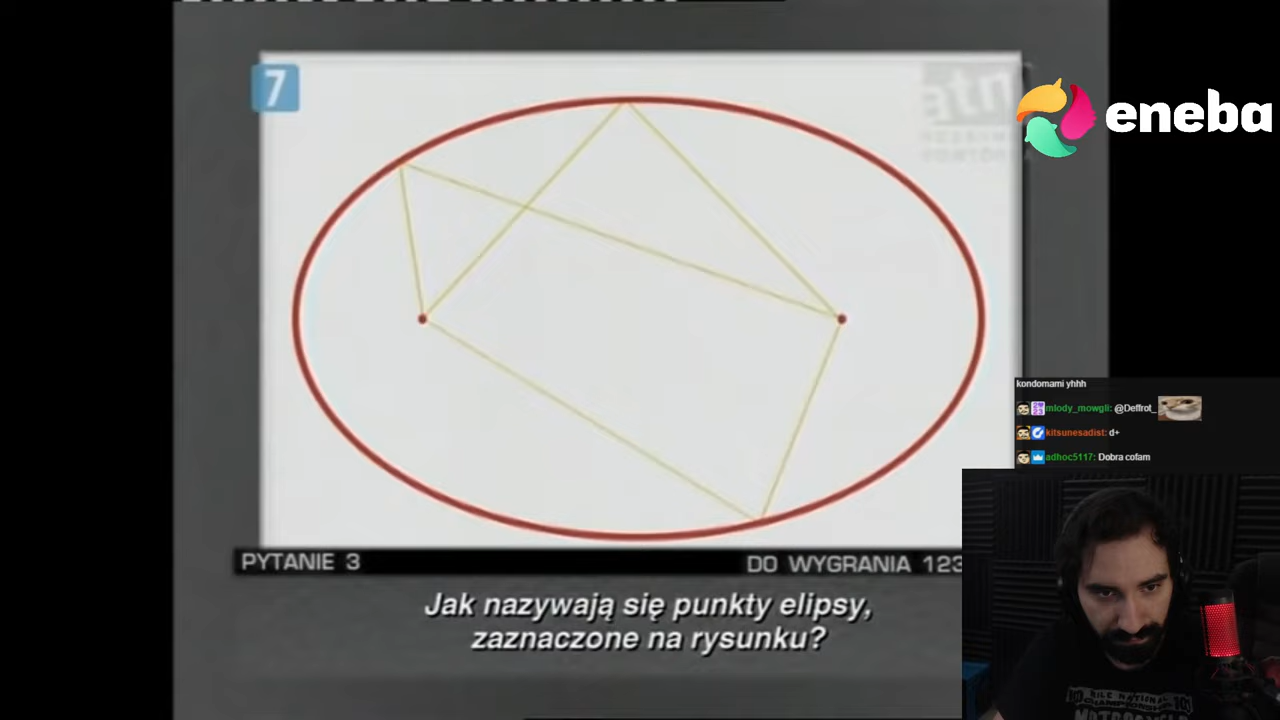 7
eneba
kondomami yhhh
mlody_mowgli: @Deffrot_
kitsunesadist: d+
adhoc5117: Dobra cofam
PYTANIE 3
DO WYGRANIA 123
Jak nazywają się punkty elipsy,
zaznaczone na rysunku?